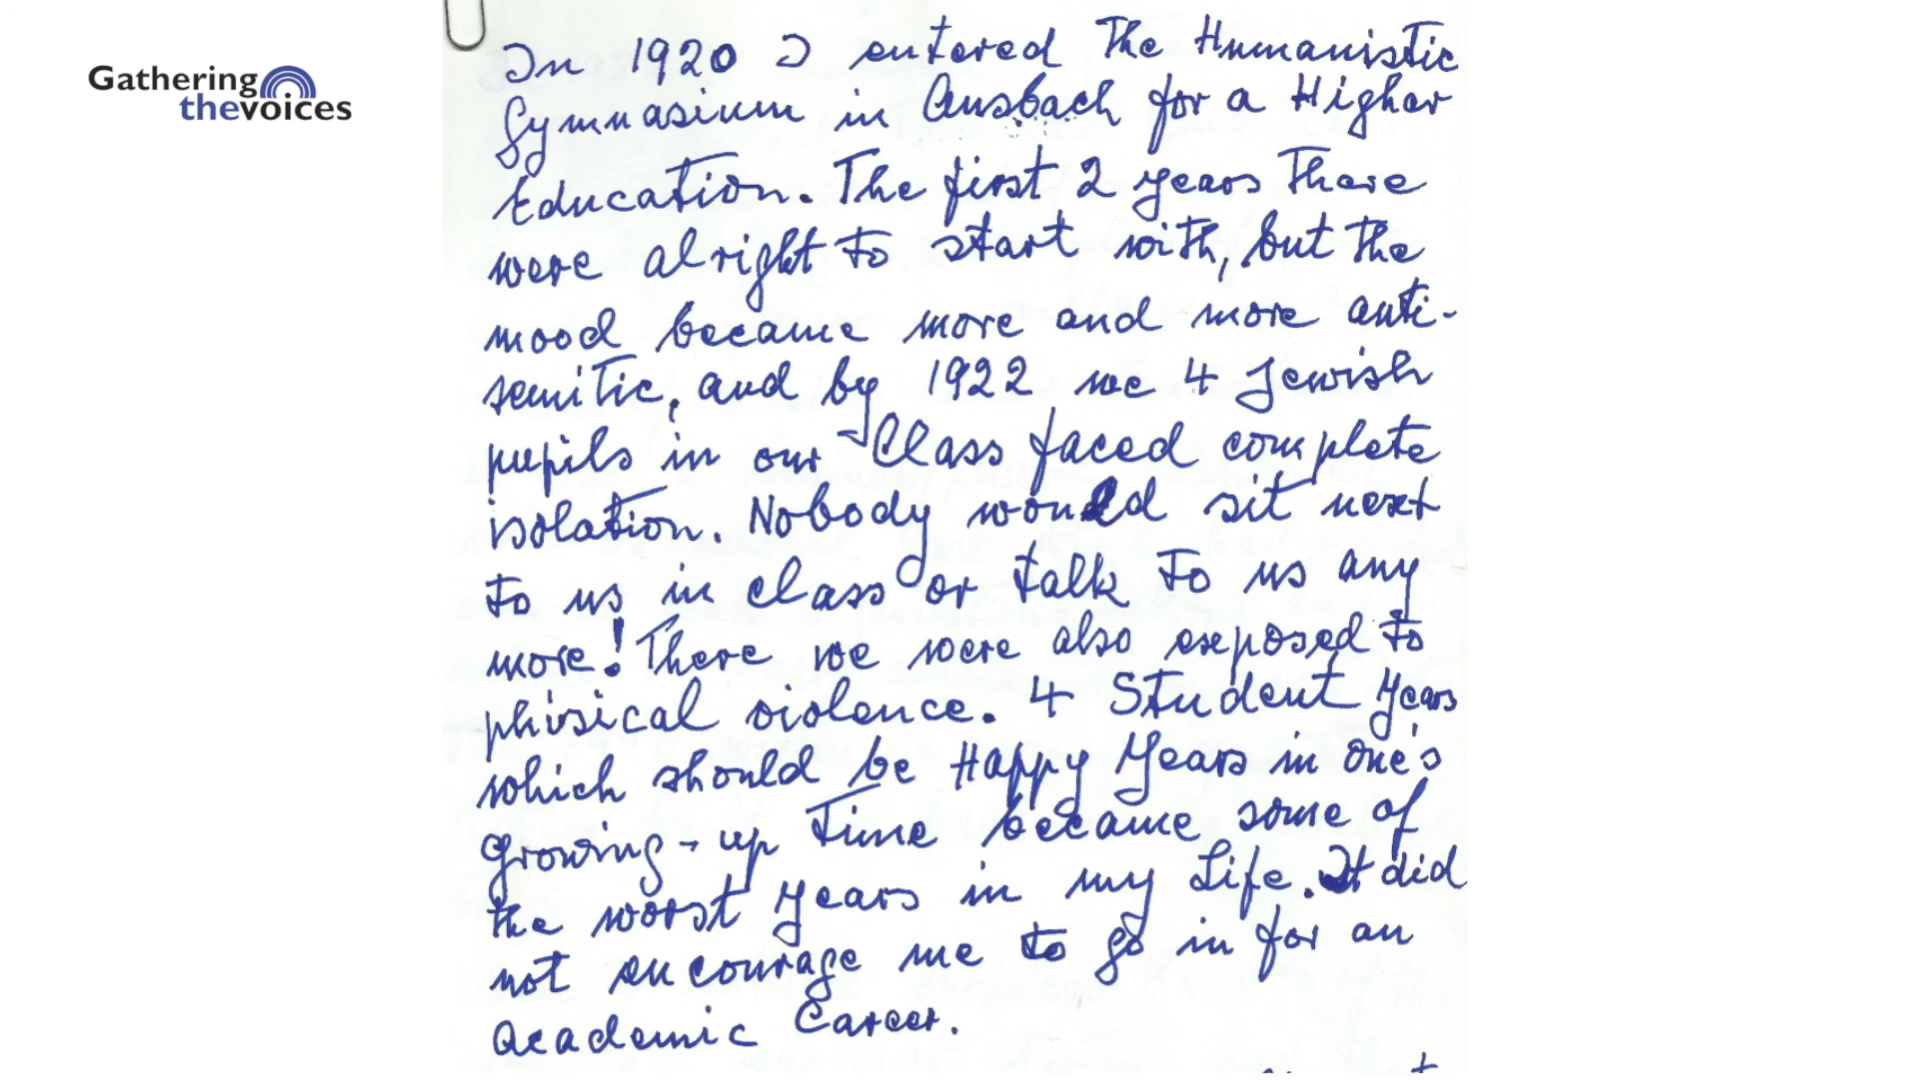 Gathering
thevoices
In 1920 I entered the Humanistic
Gymnasium in Ansbach for a Higher
Education. The first 2 years there
were alright to start with, but the
mood became more and more anti-
semitic, and by 1922 we 4 Jewish
pupils in our Class faced complete
isolation. Nobody would sit next
to us in class or talk to us any
more! There we were also exposed to
phisical violence. 4 Student Years
which should be Happy Years in one's
growing-up time became some of
the worst years in my Life. It did
not encourage me to go in for an
academic Career.